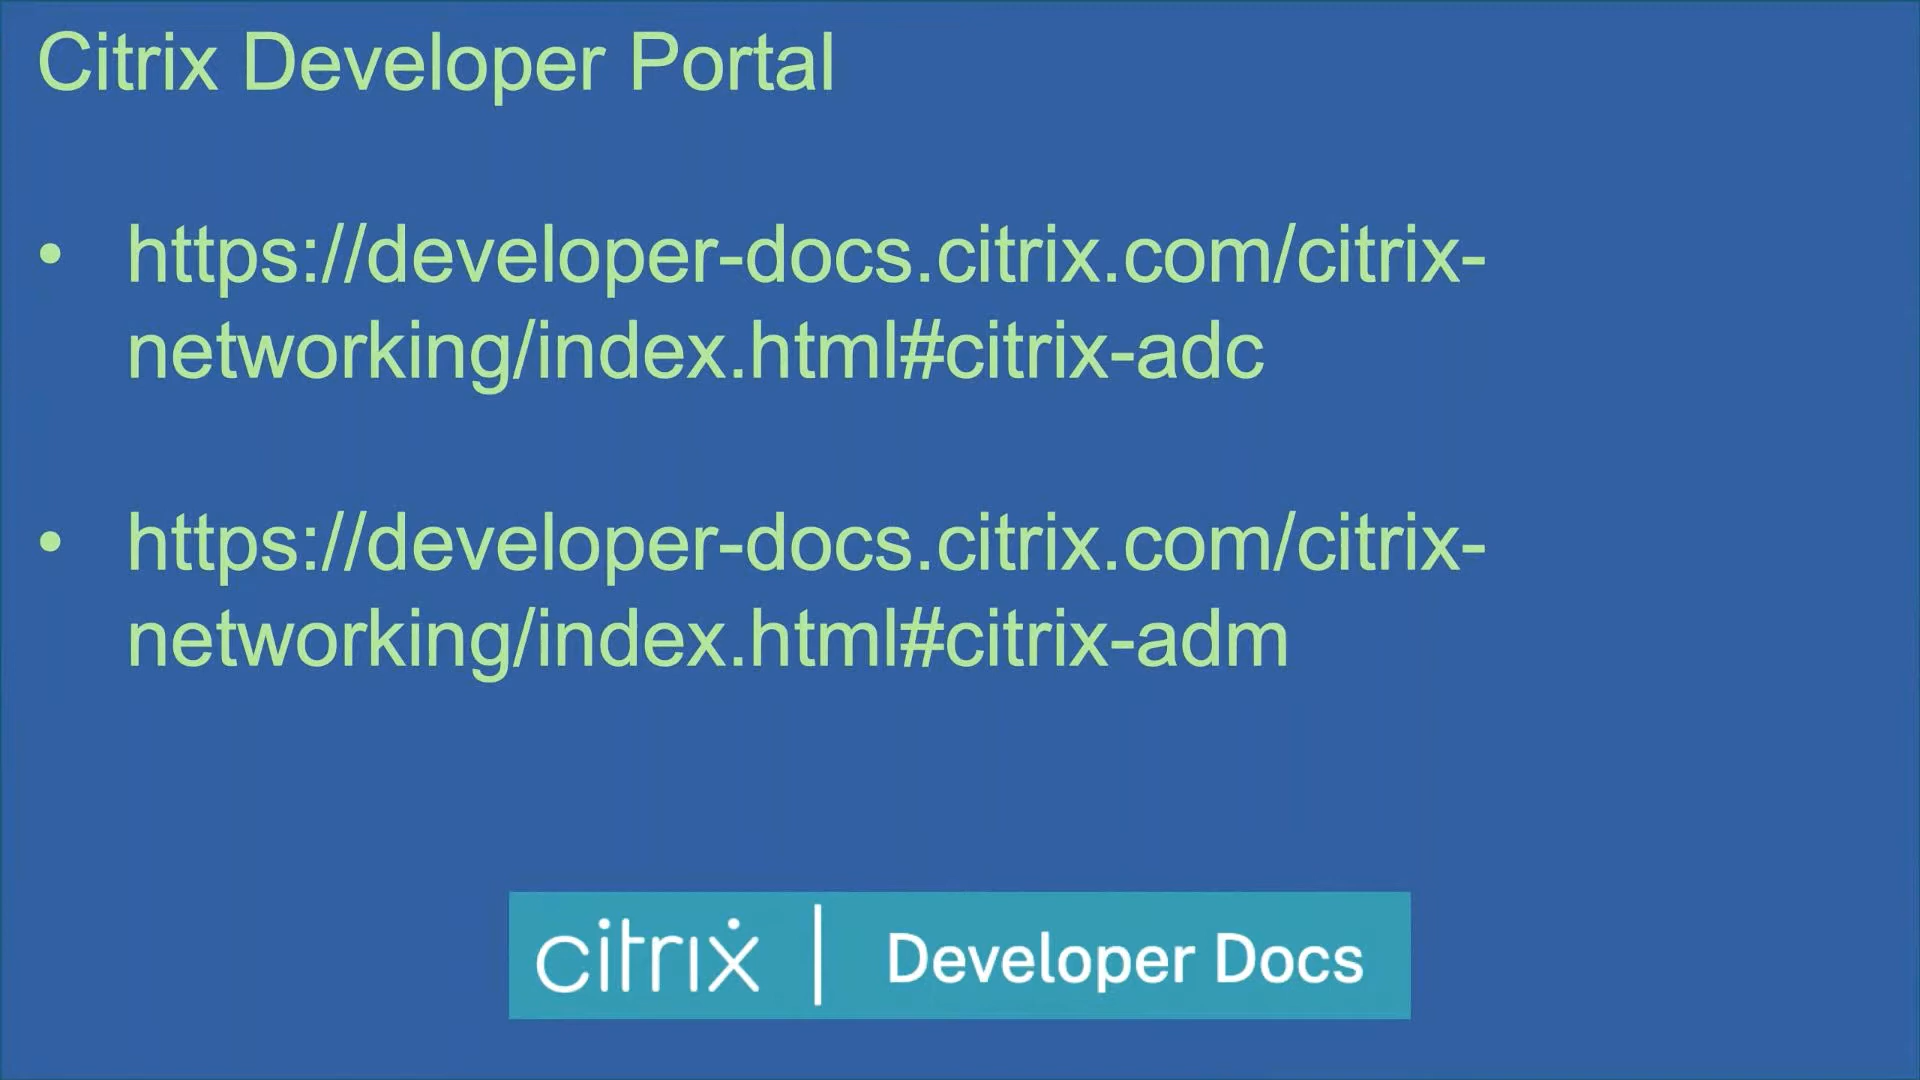 Citrix Developer Portal
• https://developer-docs.citrix.com/citrix-
networking/index.html#citrix-adc
• https://developer-docs.citrix.com/citrix-
networking/index.html#citrix-adm
citrix | Developer Docs